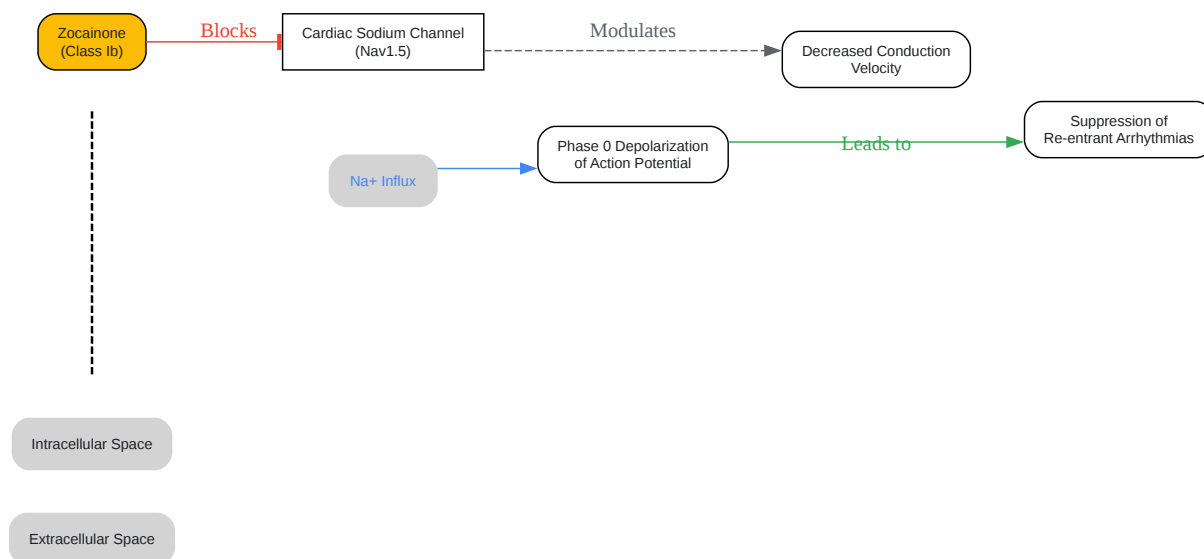 Zocainone
(Class Ib)
Blocks
Cardiac Sodium Channel
(Nav1.5)
Modulates
Decreased Conduction
Velocity
Na+ Influx
Phase 0 Depolarization
of Action Potential
Leads to
Suppression of
Re-entrant Arrhythmias
Intracellular Space
Extracellular Space